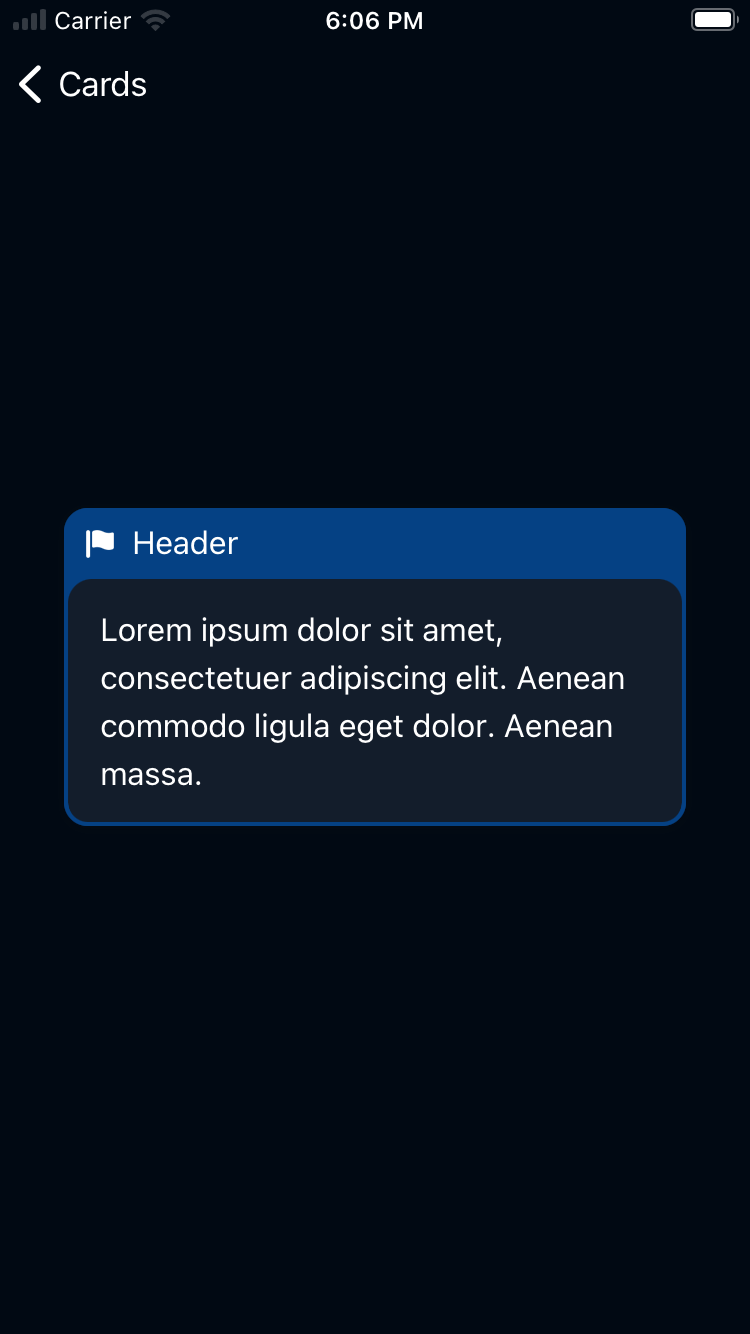 Carrier 6:06 PM
Cards
Header
Lorem ipsum dolor sit amet,
consectetuer adipiscing elit. Aenean
commodo ligula eget dolor. Aenean
massa.